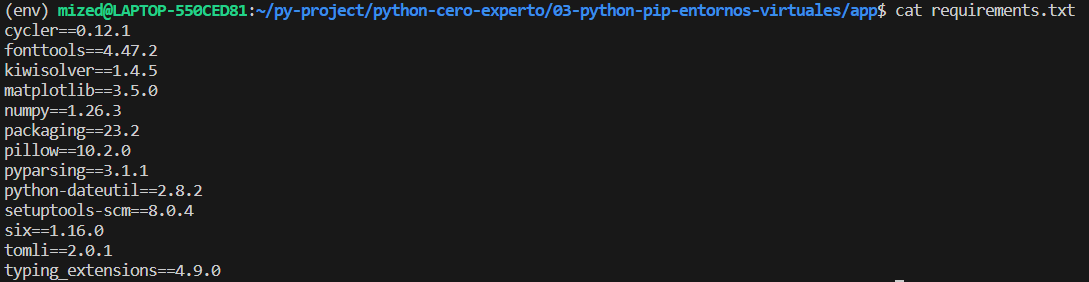 (env) mized@LAPTOP-550CED81:~/py-project/python-cero-experto/03-python-pip-entornos-virtuales/app$ cat requirements.txt
cycler==0.12.1
fonttools==4.47.2
kiwisolver==1.4.5
matplotlib==3.5.0
numpy==1.26.3
packaging==23.2
pillow==10.2.0
pyparsing==3.1.1
python-dateutil==2.8.2
setuptools-scm==8.0.4
six==1.16.0
tomli==2.0.1
typing_extensions==4.9.0